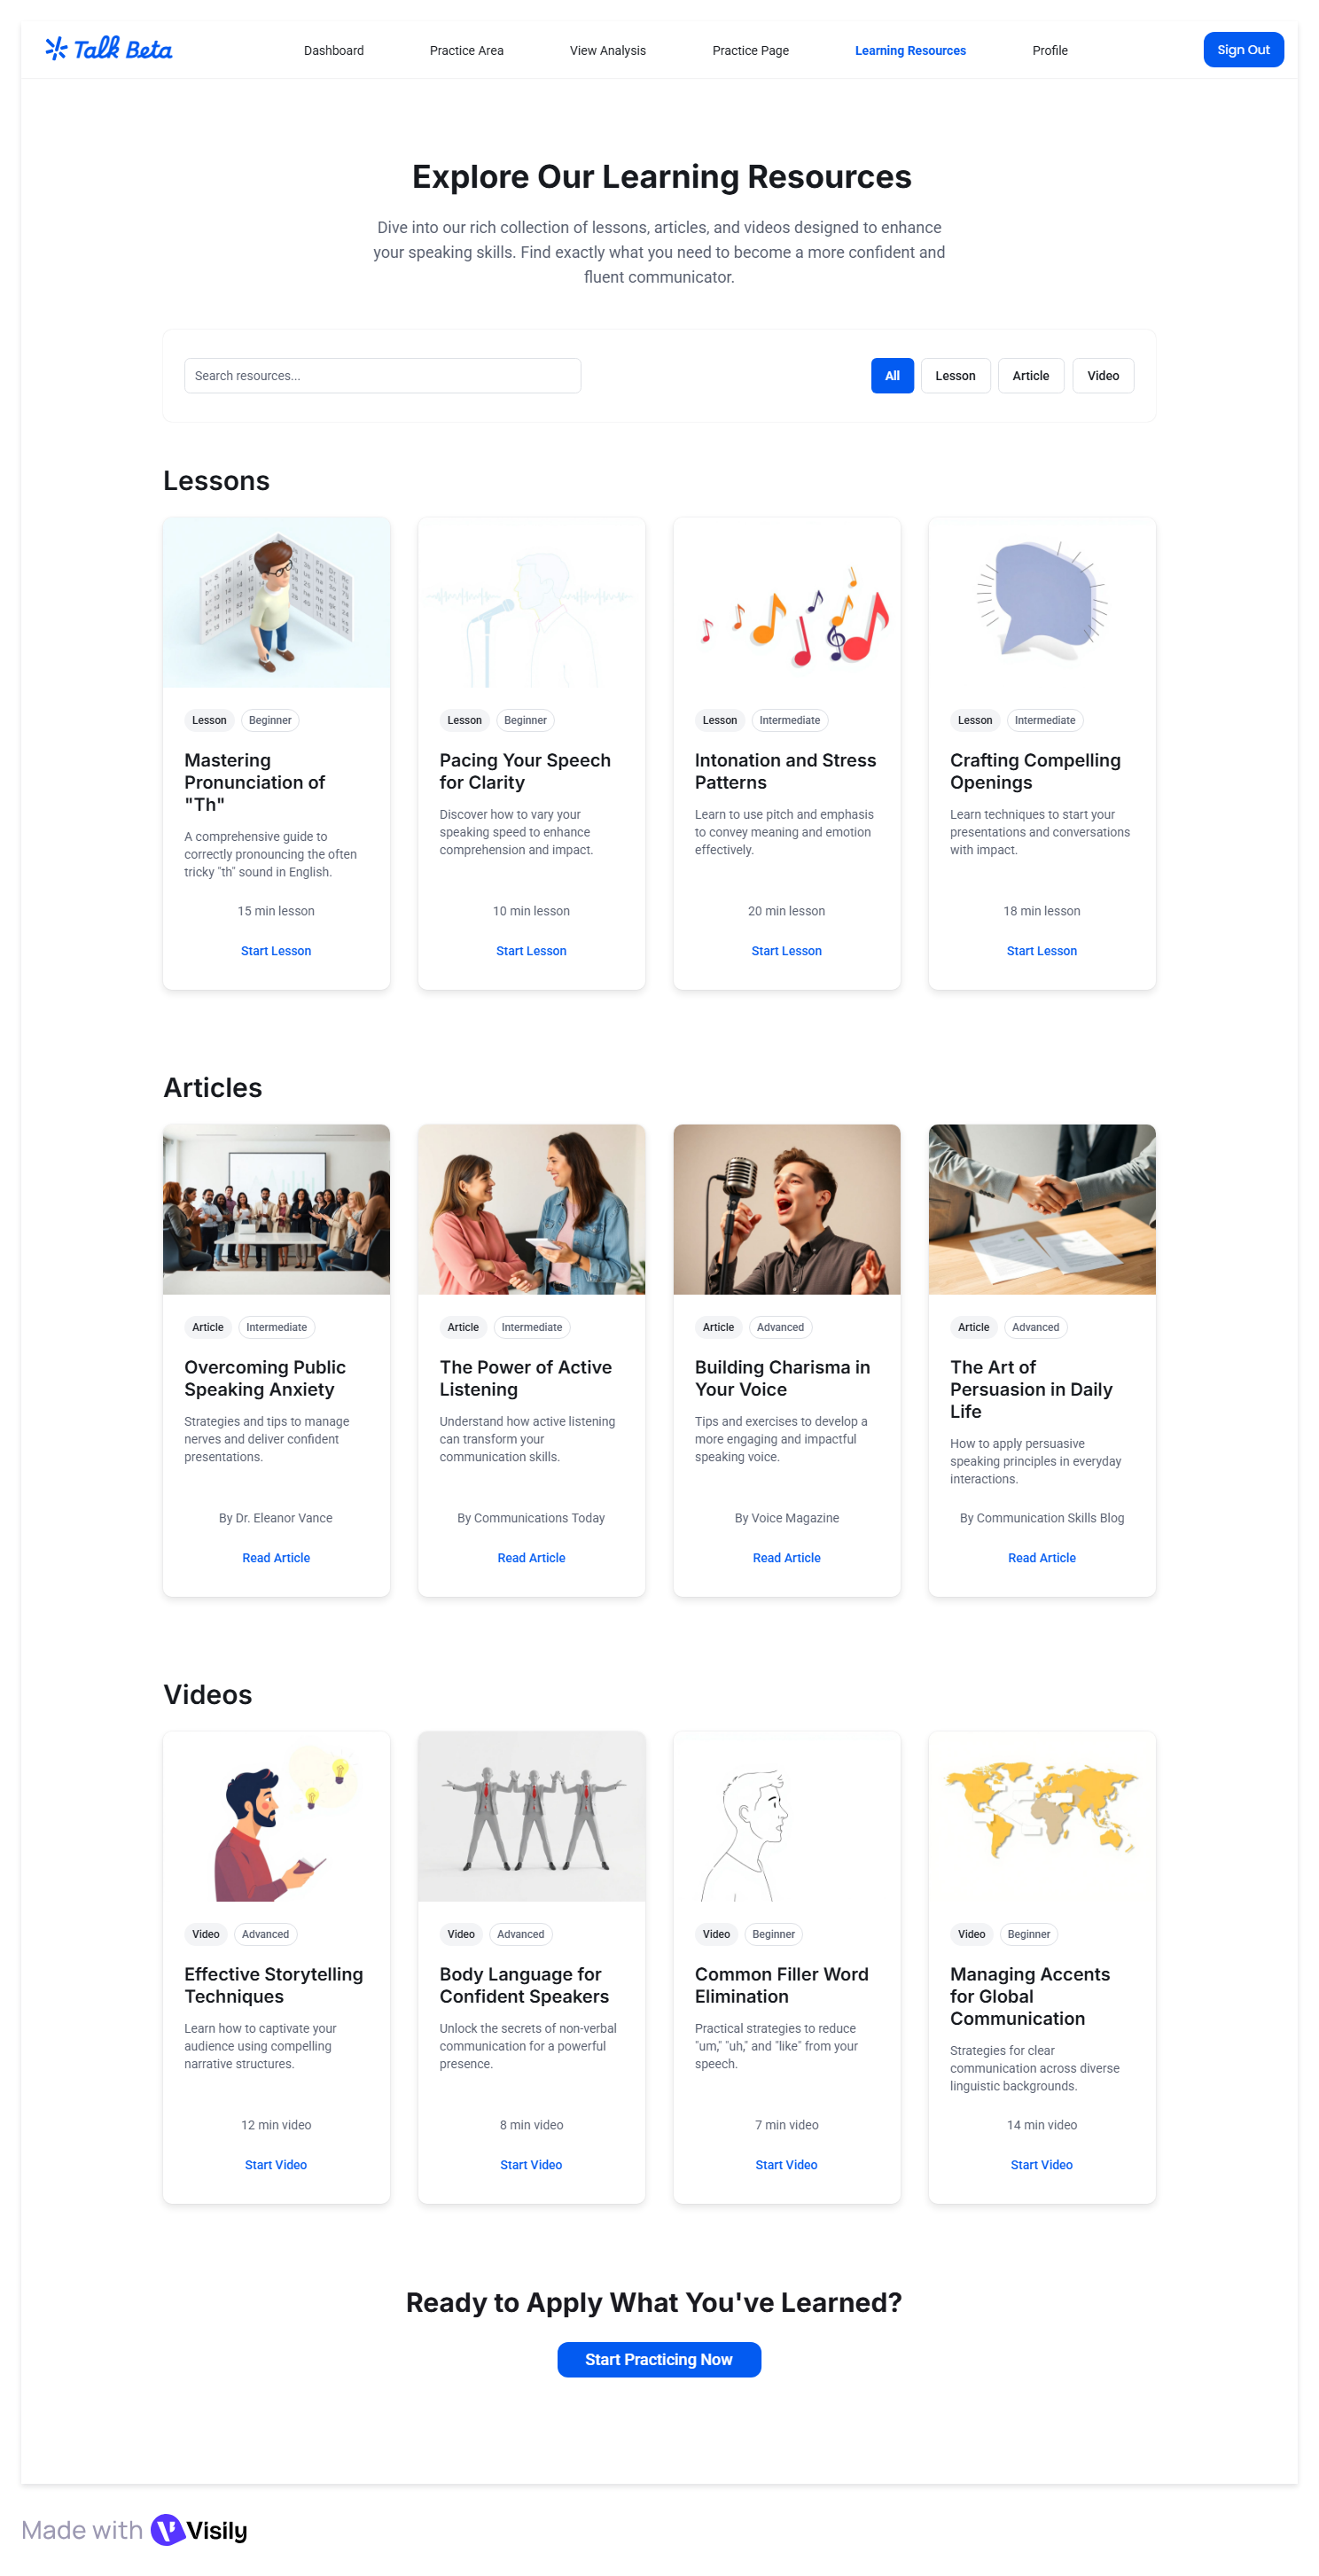 Talk Beta
Dashboard
Practice Area
View Analysis
Practice Page
Learning Resources
Profile
Sign Out
Explore Our Learning Resources
Dive into our rich collection of lessons, articles, and videos designed to enhance
your speaking skills. Find exactly what you need to become a more confident and
fluent communicator.
Search resources...
All
Lesson
Article
Video
Lessons
Lesson
Beginner
Mastering
Pronunciation of
"Th"
A comprehensive guide to
correctly pronouncing the often
tricky "th" sound in English.
15 min lesson
Start Lesson
Lesson
Beginner
Pacing Your Speech
for Clarity
Discover how to vary your
speaking speed to enhance
comprehension and impact.
10 min lesson
Start Lesson
Lesson
Intermediate
Intonation and Stress
Patterns
Learn to use pitch and emphasis
to convey meaning and emotion
effectively.
20 min lesson
Start Lesson
Lesson
Intermediate
Crafting Compelling
Openings
Learn techniques to start your
presentations and conversations
with impact.
18 min lesson
Start Lesson
Articles
Article
Intermediate
Overcoming Public
Speaking Anxiety
Strategies and tips to manage
nerves and deliver confident
presentations.
By Dr. Eleanor Vance
Read Article
Article
Intermediate
The Power of Active
Listening
Understand how active listening
can transform your
communication skills.
By Communications Today
Read Article
Article
Advanced
Building Charisma in
Your Voice
Tips and exercises to develop a
more engaging and impactful
speaking voice.
By Voice Magazine
Read Article
Article
Advanced
The Art of
Persuasion in Daily
Life
How to apply persuasive
speaking principles in everyday
interactions.
By Communication Skills Blog
Read Article
Videos
Video
Advanced
Effective Storytelling
Techniques
Learn how to captivate your
audience using compelling
narrative structures.
12 min video
Start Video
Video
Advanced
Body Language for
Confident Speakers
Unlock the secrets of non-verbal
communication for a powerful
presence.
8 min video
Start Video
Video
Beginner
Common Filler Word
Elimination
Practical strategies to reduce
"um," "uh," and "like" from your
speech.
7 min video
Start Video
Video
Beginner
Managing Accents
for Global
Communication
Strategies for clear
communication across diverse
linguistic backgrounds.
14 min video
Start Video
Ready to Apply What You've Learned?
Start Practicing Now
Made with Visily